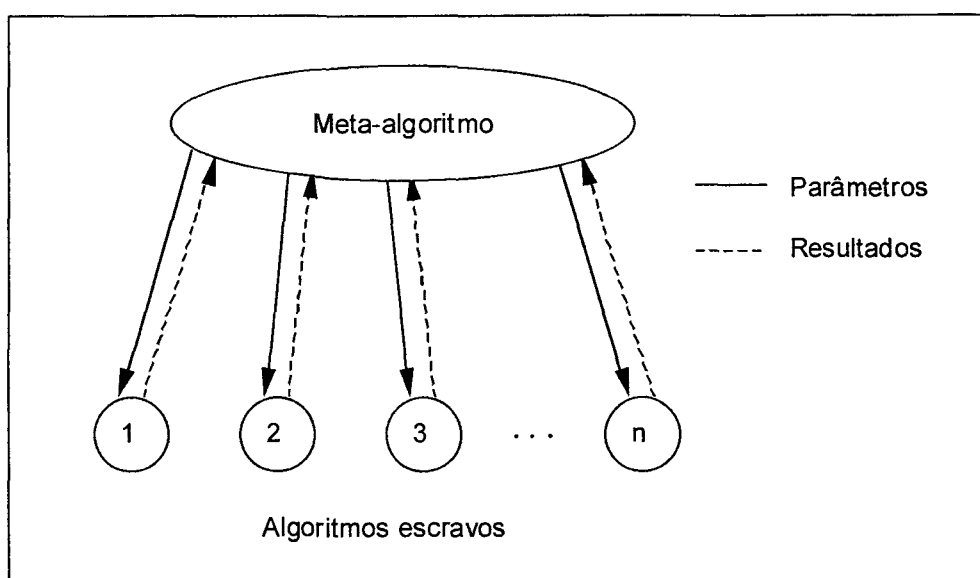 Meta-algoritmo
Parâmetros
Resultados
1 2 3 ... n
Algoritmos escravos